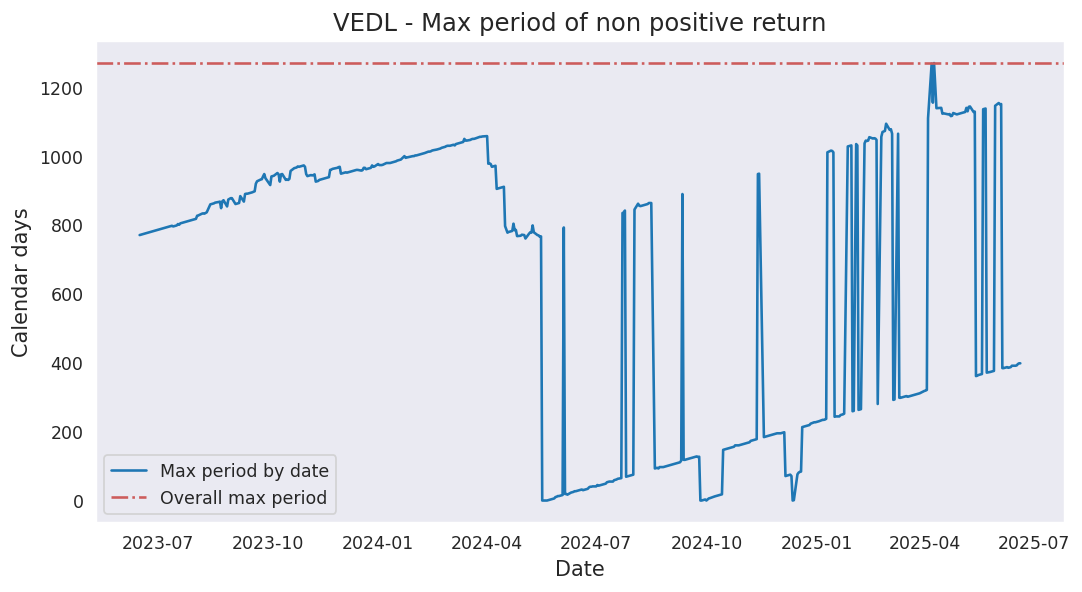 VEDL - Max period of non positive return
Calendar days
1200
1000
800
600
400
200
0
Max period by date
Overall max period
2023-07 2023-10 2024-01 2024-04 2024-07 2024-10 2025-01 2025-04 2025-07
Date